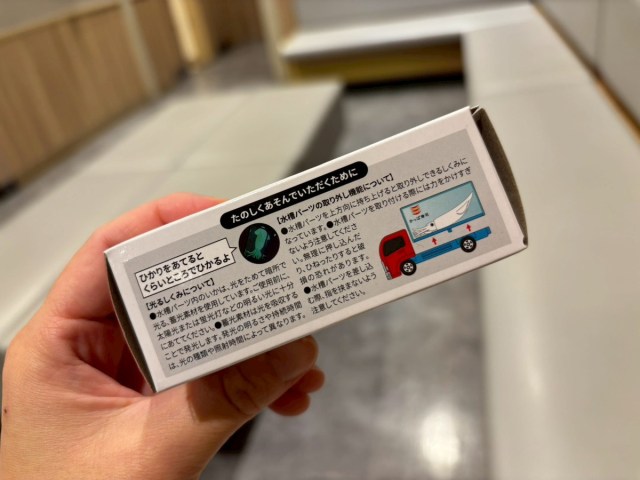 たのしくあそんでいただくために
ひかりをあてると
くらいところでひかるよ
【光るしくみについて】
●水槽パーツ内のいかは、光をためて暗所で
光る、蓄光素材を使用しています。ご使用前に、
太陽光または蛍光灯などの明るい光に十分
にあててください。●蓄光素材は光を吸収する
ことで発光します。発光の明るさや持続時間
は、光の種類や照射時間によって異なります。
【水槽パーツの取り外し機能について】
●水槽パーツを上方向に持ち上げると取り外しできるしくみに
なっています。●水槽パーツを取り付ける際には力をかけすぎ
ないよう注意してくださ
い。無理に押し込んだ
り、ひねったりすると破
損の恐れがあります。
●水槽パーツを差し込
む際、指を挟まないよう
注意してください。